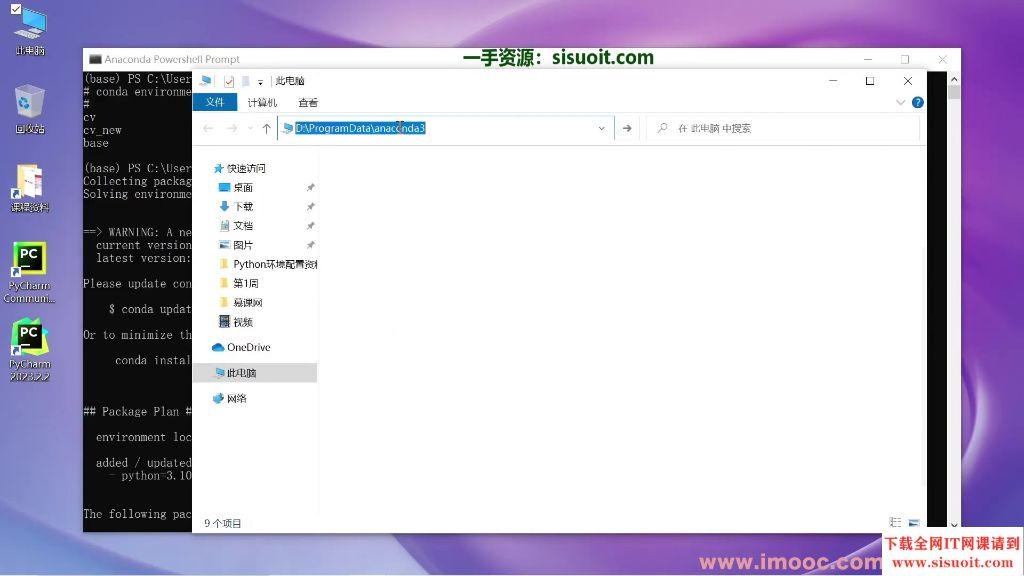 此电脑
回收站
课程资料
PyCharm
Communi...
PyCharm
2023.2.2
一手资源：sisuoit.com
Anaconda Powershell Prompt
(base) PS C:\User
# conda environme
#
cv
cv_new
base
(base) PS C:\User
Collecting packag
Solving environme
==> WARNING: A ne
current version
latest version:
Please update con
$ conda updat
Or to minimize th
conda instal
## Package Plan #
environment loc
added / updated
- python=3.10
The following pac
此电脑
文件 计算机 查看
D:\ProgramData\anaconda3
在 此电脑 中搜索
快速访问
桌面
下载
文档
图片
Python环境配置资料
第1周
慕课网
视频
OneDrive
此电脑
网络
9 个项目
www.imooc.com
下载全网IT网课请到
www.sisuoit.com